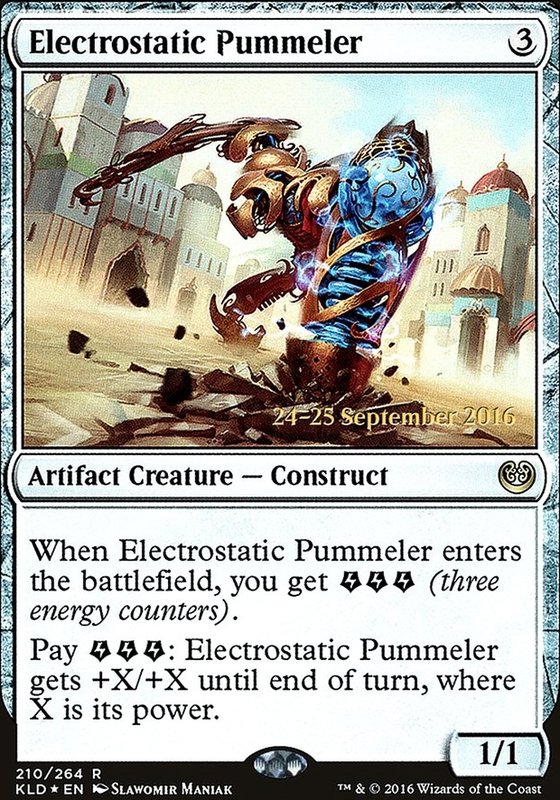 Electrostatic Pummeler 3
24-25 September 2016
Artifact Creature — Construct
When Electrostatic Pummeler enters
the battlefield, you get (three
energy counters).
Pay : Electrostatic Pummeler
gets +X/+X until end of turn, where
X is its power.
1/1
210/264 R
KLD ★ EN Slawomir Maniak
™ & © 2016 Wizards of the Coast